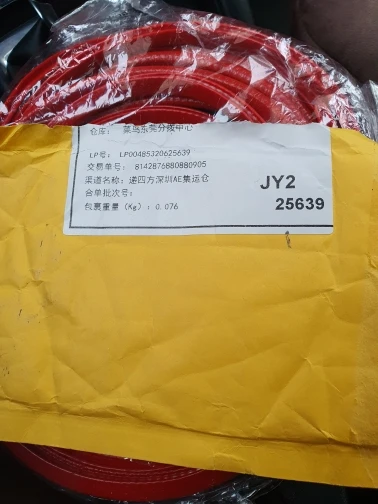 仓库: 菜鸟东莞分拨中心
LP号: LP00485320625639
交易单号: 8142876880880905
渠道名称: 递四方深圳AE集运仓
合单批次号:
包裹重量 (Kg): 0.076
JY2
25639